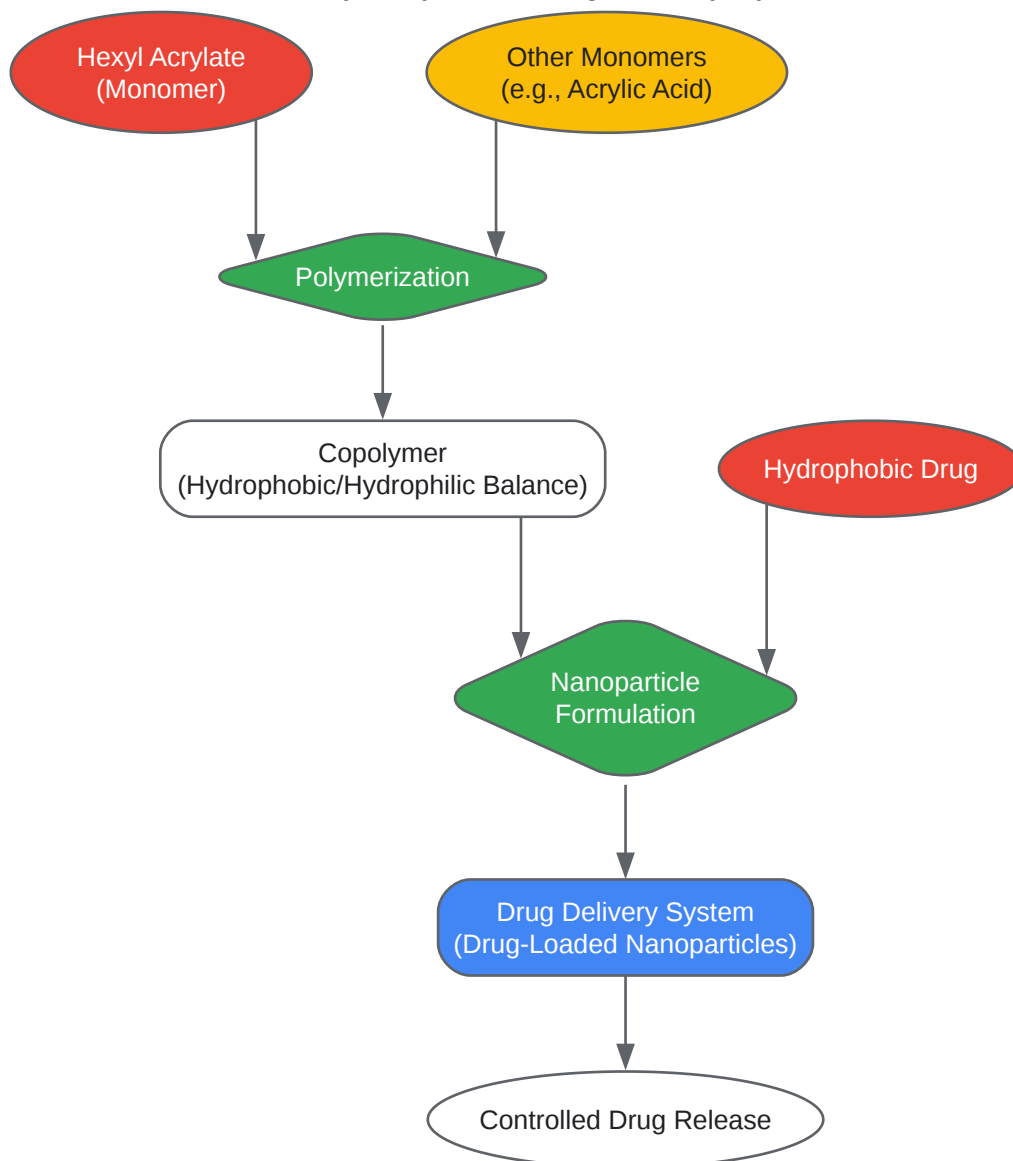 Hexyl Acrylate
(Monomer)
Other Monomers
(e.g., Acrylic Acid)
Polymerization
Copolymer
(Hydrophobic/Hydrophilic Balance)
Hydrophobic Drug
Nanoparticle
Formulation
Drug Delivery System
(Drug-Loaded Nanoparticles)
Controlled Drug Release